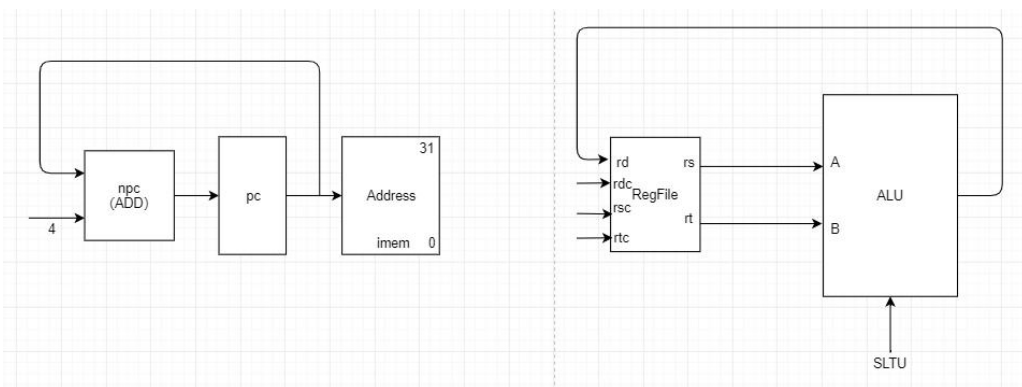 npc
(ADD)
4
pc
31
Address
imem 0
rd rs
rdc
RegFile
rsc
rt
rtc
A
ALU
B
SLTU